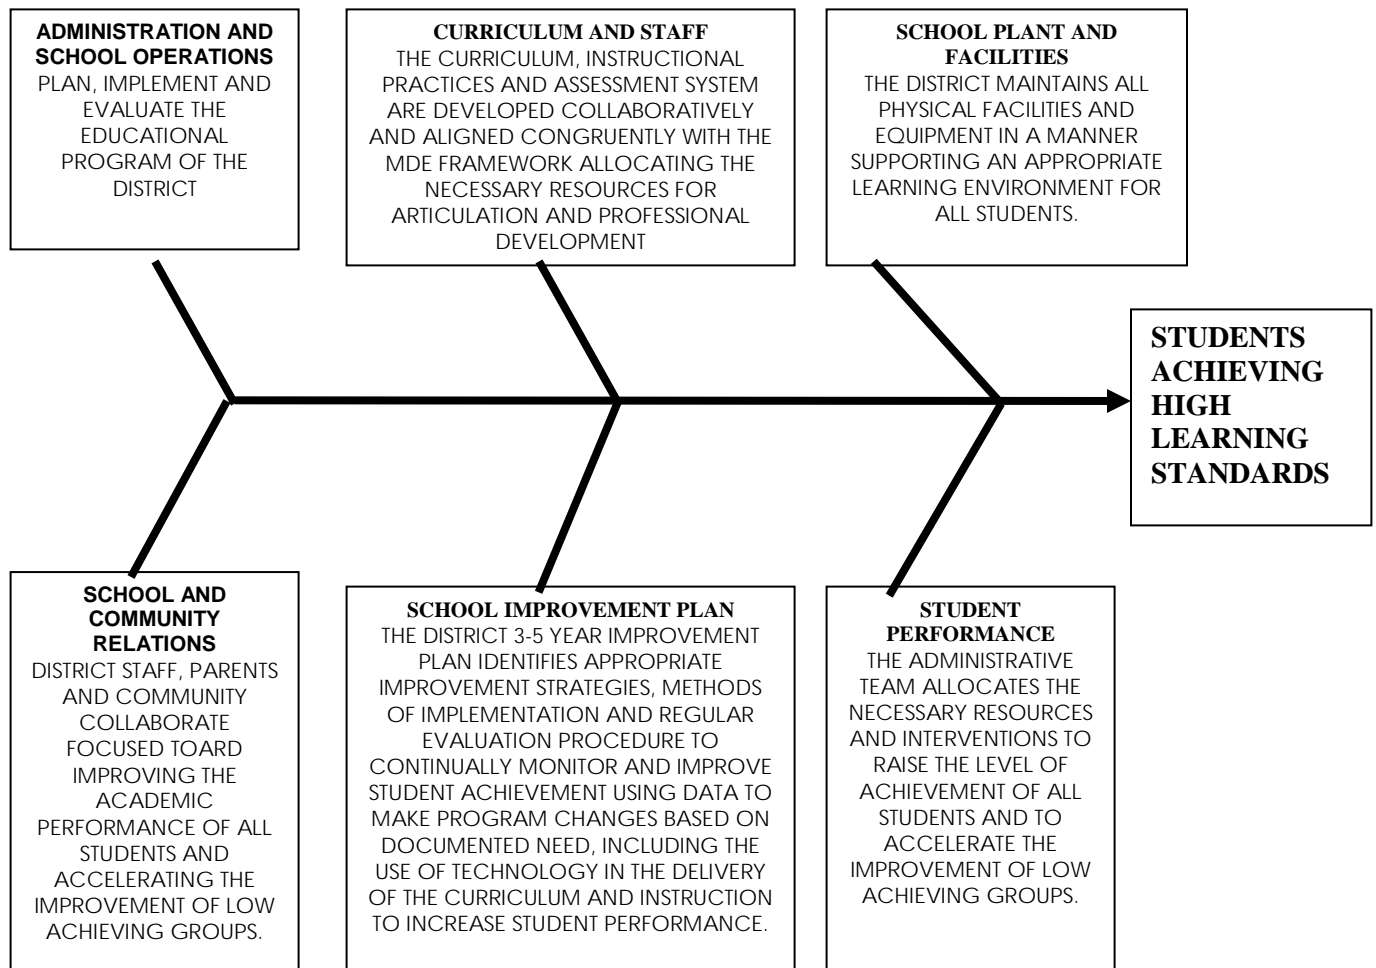 ADMINISTRATION AND
SCHOOL OPERATIONS
PLAN, IMPLEMENT AND
EVALUATE THE
EDUCATIONAL
PROGRAM OF THE
DISTRICT
CURRICULUM AND STAFF
THE CURRICULUM, INSTRUCTIONAL
PRACTICES AND ASSESSMENT SYSTEM
ARE DEVELOPED COLLABORATIVELY
AND ALIGNED CONGRUENTLY WITH THE
MDE FRAMEWORK ALLOCATING THE
NECESSARY RESOURCES FOR
ARTICULATION AND PROFESSIONAL
DEVELOPMENT
SCHOOL PLANT AND
FACILITIES
THE DISTRICT MAINTAINS ALL
PHYSICAL FACILITIES AND
EQUIPMENT IN A MANNER
SUPPORTING AN APPROPRIATE
LEARNING ENVIRONMENT FOR
ALL STUDENTS.
STUDENTS
ACHIEVING
HIGH
LEARNING
STANDARDS
SCHOOL AND
COMMUNITY
RELATIONS
DISTRICT STAFF, PARENTS
AND COMMUNITY
COLLABORATE
FOCUSED TOARD
IMPROVING THE
ACADEMIC
PERFORMANCE OF ALL
STUDENTS AND
ACCELERATING THE
IMPROVEMENT OF LOW
ACHIEVING GROUPS.
SCHOOL IMPROVEMENT PLAN
THE DISTRICT 3-5 YEAR IMPROVEMENT
PLAN IDENTIFIES APPROPRIATE
IMPROVEMENT STRATEGIES, METHODS
OF IMPLEMENTATION AND REGULAR
EVALUATION PROCEDURE TO
CONTINUALLY MONITOR AND IMPROVE
STUDENT ACHIEVEMENT USING DATA TO
MAKE PROGRAM CHANGES BASED ON
DOCUMENTED NEED, INCLUDING THE
USE OF TECHNOLOGY IN THE DELIVERY
OF THE CURRICULUM AND INSTRUCTION
TO INCREASE STUDENT PERFORMANCE.
STUDENT
PERFORMANCE
THE ADMINISTRATIVE
TEAM ALLOCATES THE
NECESSARY RESOURCES
AND INTERVENTIONS TO
RAISE THE LEVEL OF
ACHIEVEMENT OF ALL
STUDENTS AND TO
ACCELERATE THE
IMPROVEMENT OF LOW
ACHIEVING GROUPS.